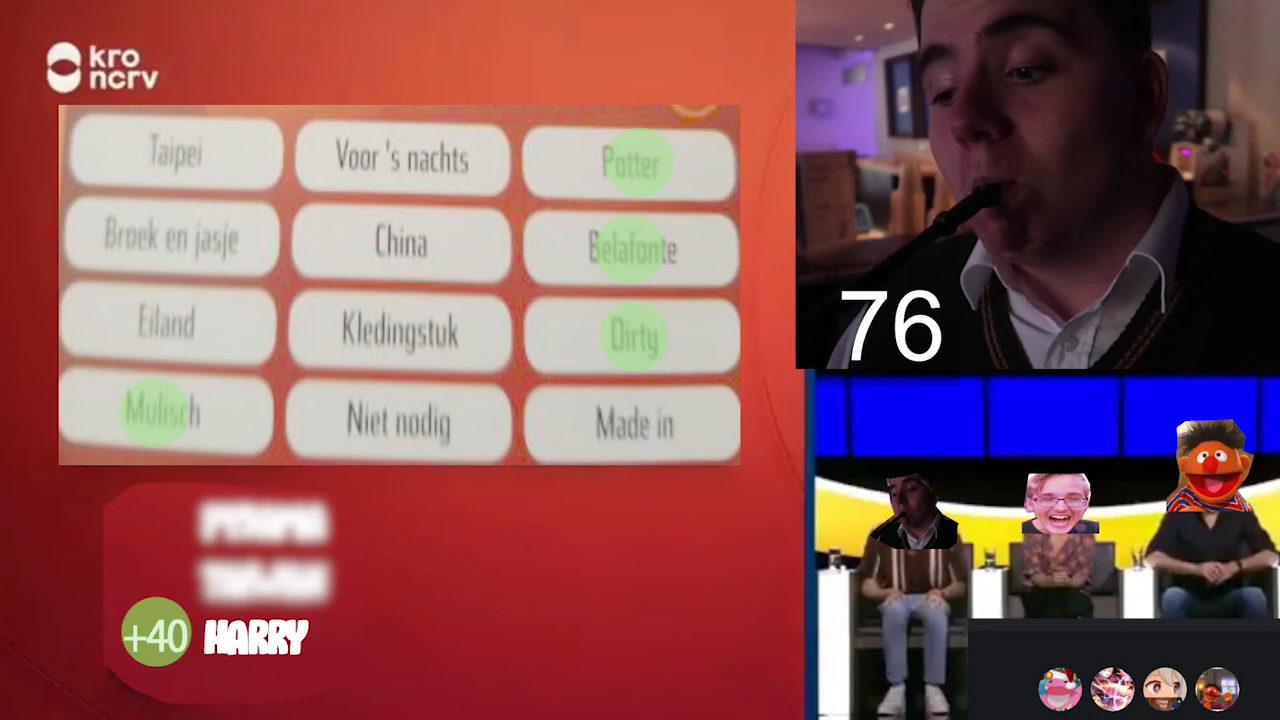 kro
ncrv
Taipei
Voor 's nachts
Potter
Broek en jasje
China
Belafonte
Eiland
Kledingstuk
Dirty
Mulisch
Niet nodig
Made in
76
+40 HARRY